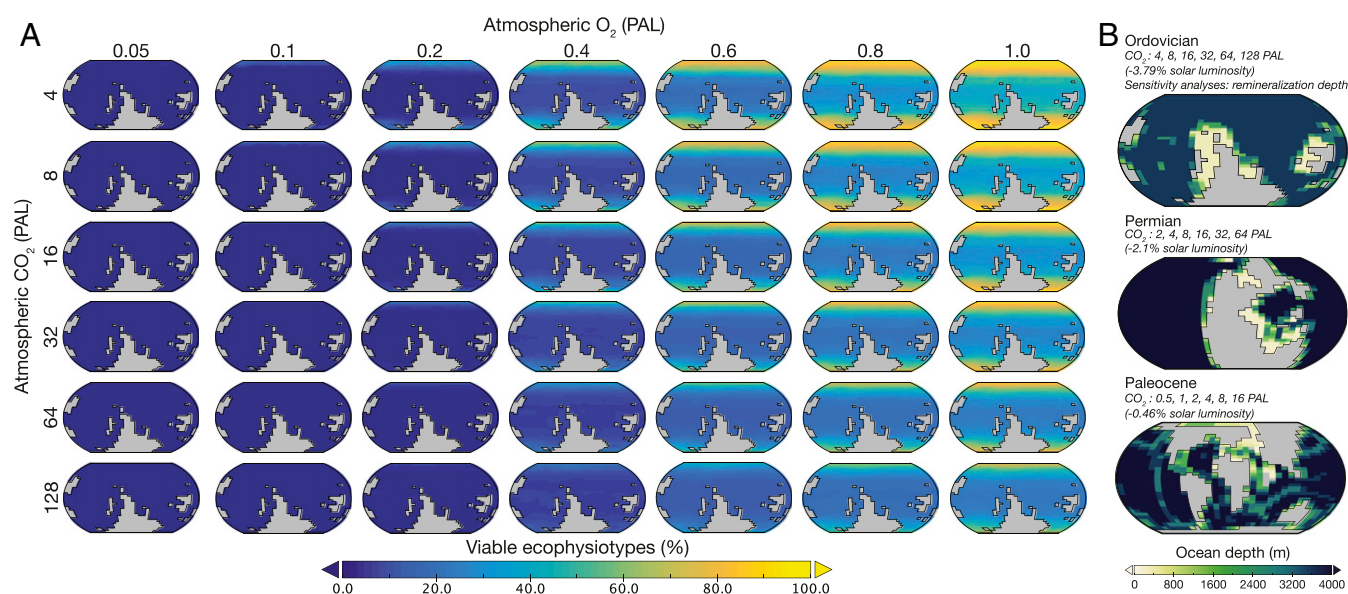 A
Atmospheric O2 (PAL)
0.05 0.1 0.2 0.4 0.6 0.8 1.0
Atmospheric CO2 (PAL)
4
8
16
32
64
128
Viable ecophysiotypes (%)
0.0 20.0 40.0 60.0 80.0 100.0
B
Ordovician
CO2: 4, 8, 16, 32, 64, 128 PAL
(-3.79% solar luminosity)
Sensitivity analyses: remineralization depth
Permian
CO2 : 2, 4, 8, 16, 32, 64 PAL
(-2.1% solar luminosity)
Paleocene
CO2 : 0.5, 1, 2, 4, 8, 16 PAL
(-0.46% solar luminosity)
Ocean depth (m)
0 800 1600 2400 3200 4000